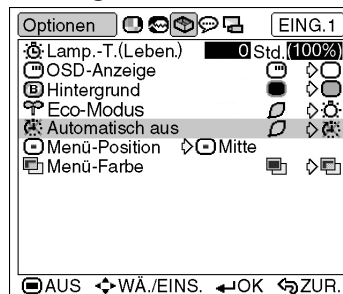 Optionen EING.1
Lamp.-T.(Leben.) 0 Std.(100%)
OSD-Anzeige
B Hintergrund
Eco-Modus
Automatisch aus
Menü-Position Mitte
Menü-Farbe
AUS WÄ./EINS. OK ZUR.